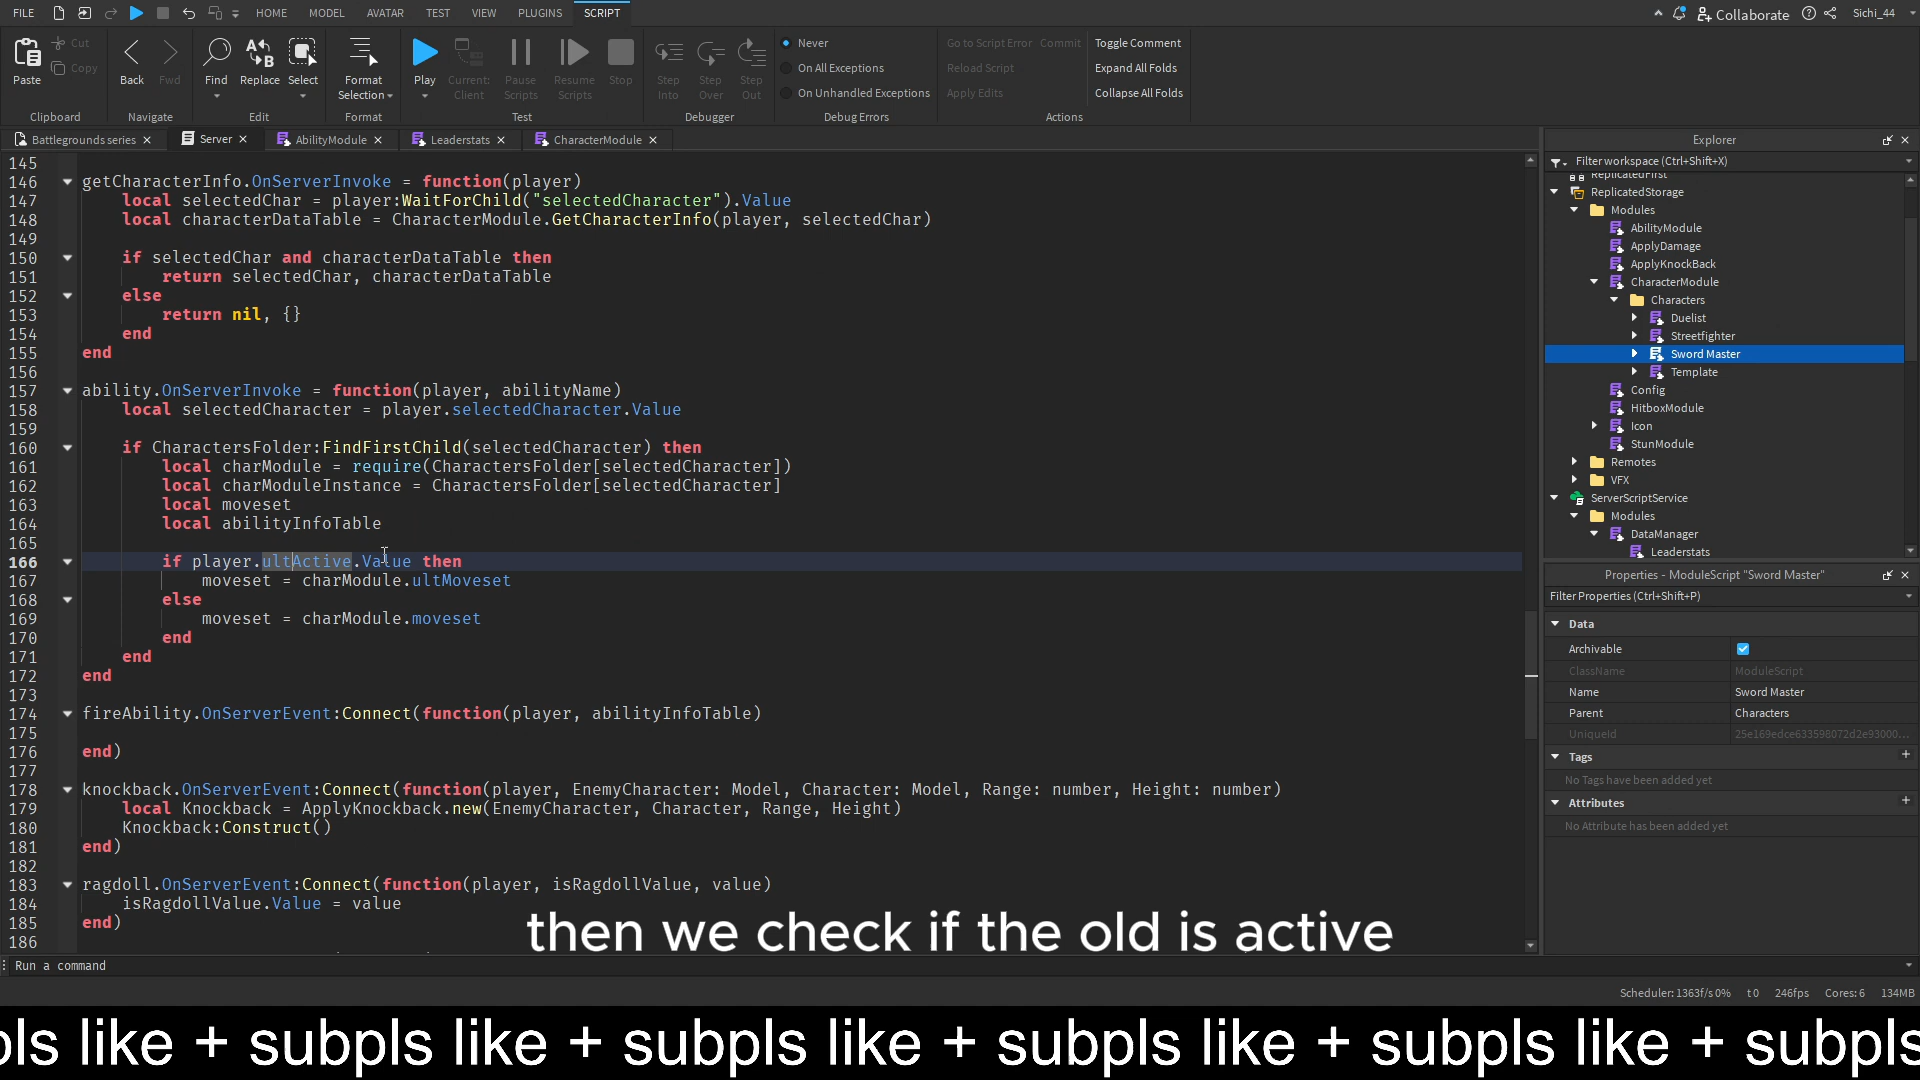 FILE HOME MODEL AVATAR TEST VIEW PLUGINS SCRIPT Collaborate Sichi_44
Paste Cut Copy Back Fwd Find Replace Select Format Selection Play Current: Client Pause Scripts Resume Scripts Stop Step Into Step Over Step Out
Never
On All Exceptions
On Unhandled Exceptions
Go to Script Error Commit
Reload Script
Apply Edits
Toggle Comment
Expand All Folds
Collapse All Folds
Clipboard Navigate Edit Format Test Debugger Debug Errors Actions
Battlegrounds series Server AbilityModule Leaderstats CharacterModule
145
146 getCharacterInfo.OnServerInvoke = function(player)
147 local selectedChar = player:WaitForChild("selectedCharacter").Value
148 local characterDataTable = CharacterModule.GetCharacterInfo(player, selectedChar)
149
150 if selectedChar and characterDataTable then
151 return selectedChar, characterDataTable
152 else
153 return nil, {}
154 end
155 end
156
157 ability.OnServerInvoke = function(player, abilityName)
158 local selectedCharacter = player.selectedCharacter.Value
159
160 if CharactersFolder:FindFirstChild(selectedCharacter) then
161 local charModule = require(CharactersFolder[selectedCharacter])
162 local charModuleInstance = CharactersFolder[selectedCharacter]
163 local moveset
164 local abilityInfoTable
165
166 if player.ultActive.Value then
167 moveset = charModule.ultMoveset
168 else
169 moveset = charModule.moveset
170 end
171 end
172 end
173
174 fireAbility.OnServerEvent:Connect(function(player, abilityInfoTable)
175
176 end)
177
178 knockback.OnServerEvent:Connect(function(player, EnemyCharacter: Model, Character: Model, Range: number, Height: number)
179 local Knockback = ApplyKnockback.new(EnemyCharacter, Character, Range, Height)
180 Knockback:Construct()
181 end)
182
183 ragdoll.OnServerEvent:Connect(function(player, isRagdollValue, value)
184 isRagdollValue.Value = value
185 end)
186
then we check if the old is active
Explorer
Filter workspace (Ctrl+Shift+X)
ReplicatedFirst
ReplicatedStorage
Modules
AbilityModule
ApplyDamage
ApplyKnockBack
CharacterModule
Characters
Duelist
Streetfighter
Sword Master
Template
Config
HitboxModule
Icon
StunModule
Remotes
VFX
ServerScriptService
Modules
DataManager
Leaderstats
Properties - ModuleScript "Sword Master"
Filter Properties (Ctrl+Shift+P)
Data
Archivable
ClassName ModuleScript
Name Sword Master
Parent Characters
UniqueId 25e169edce633598072d2e93000...
Tags +
No Tags have been added yet
Attributes +
No Attribute has been added yet
Run a command
Scheduler: 1363f/s 0% t0 246fps Cores: 6 134MB
pls like + subpls like + subpls like + subpls like + subpls like + subpls